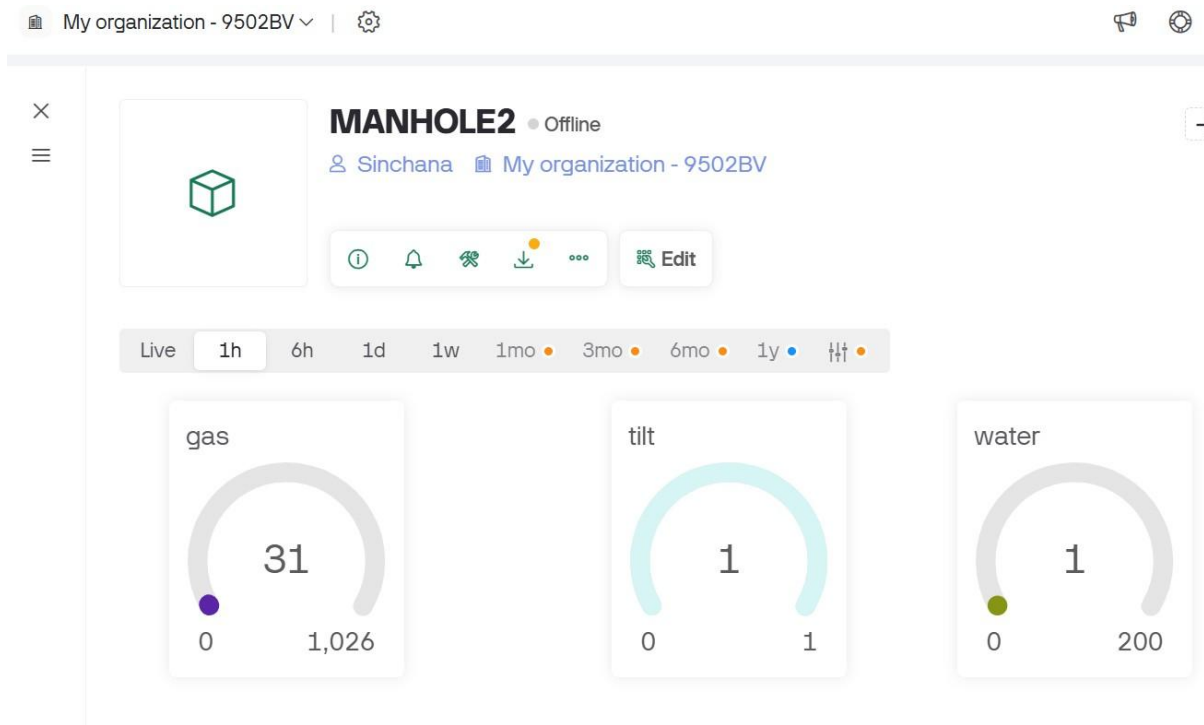 My organization - 9502BV
MANHOLE2 Offline
Sinchana My organization - 9502BV
Edit
Live 1h 6h 1d 1w 1mo 3mo 6mo 1y
gas tilt water
31 1 1
0 1,026 0 1 0 200